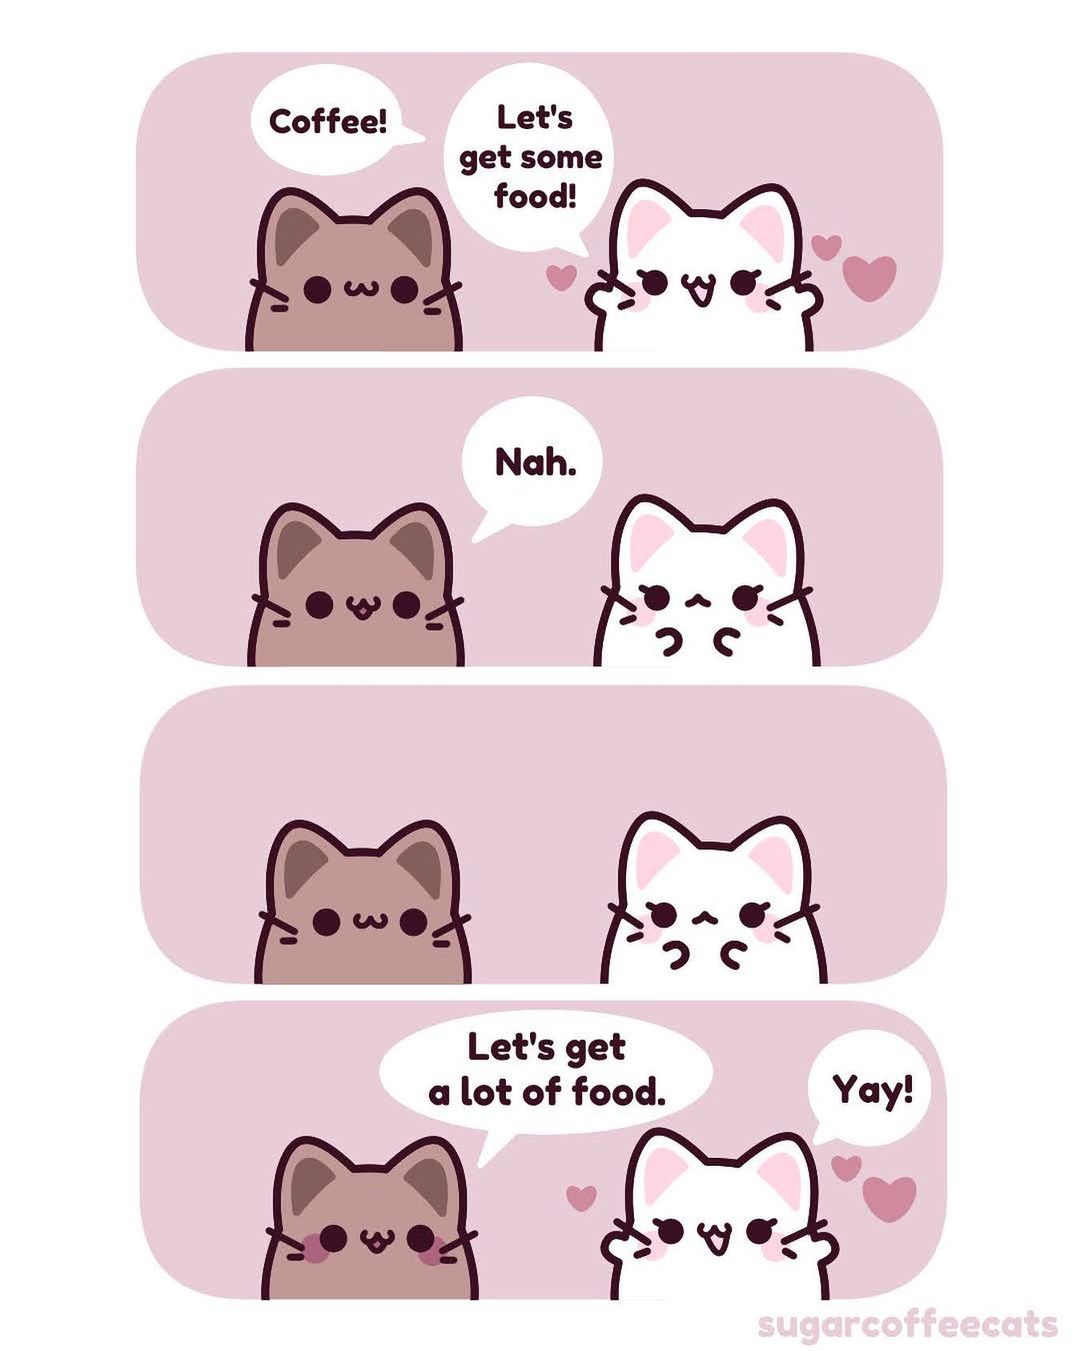 Coffee!
Let's
get some
food!
Nah.
Let's get
a lot of food.
Yay!
sugarcoffeecats